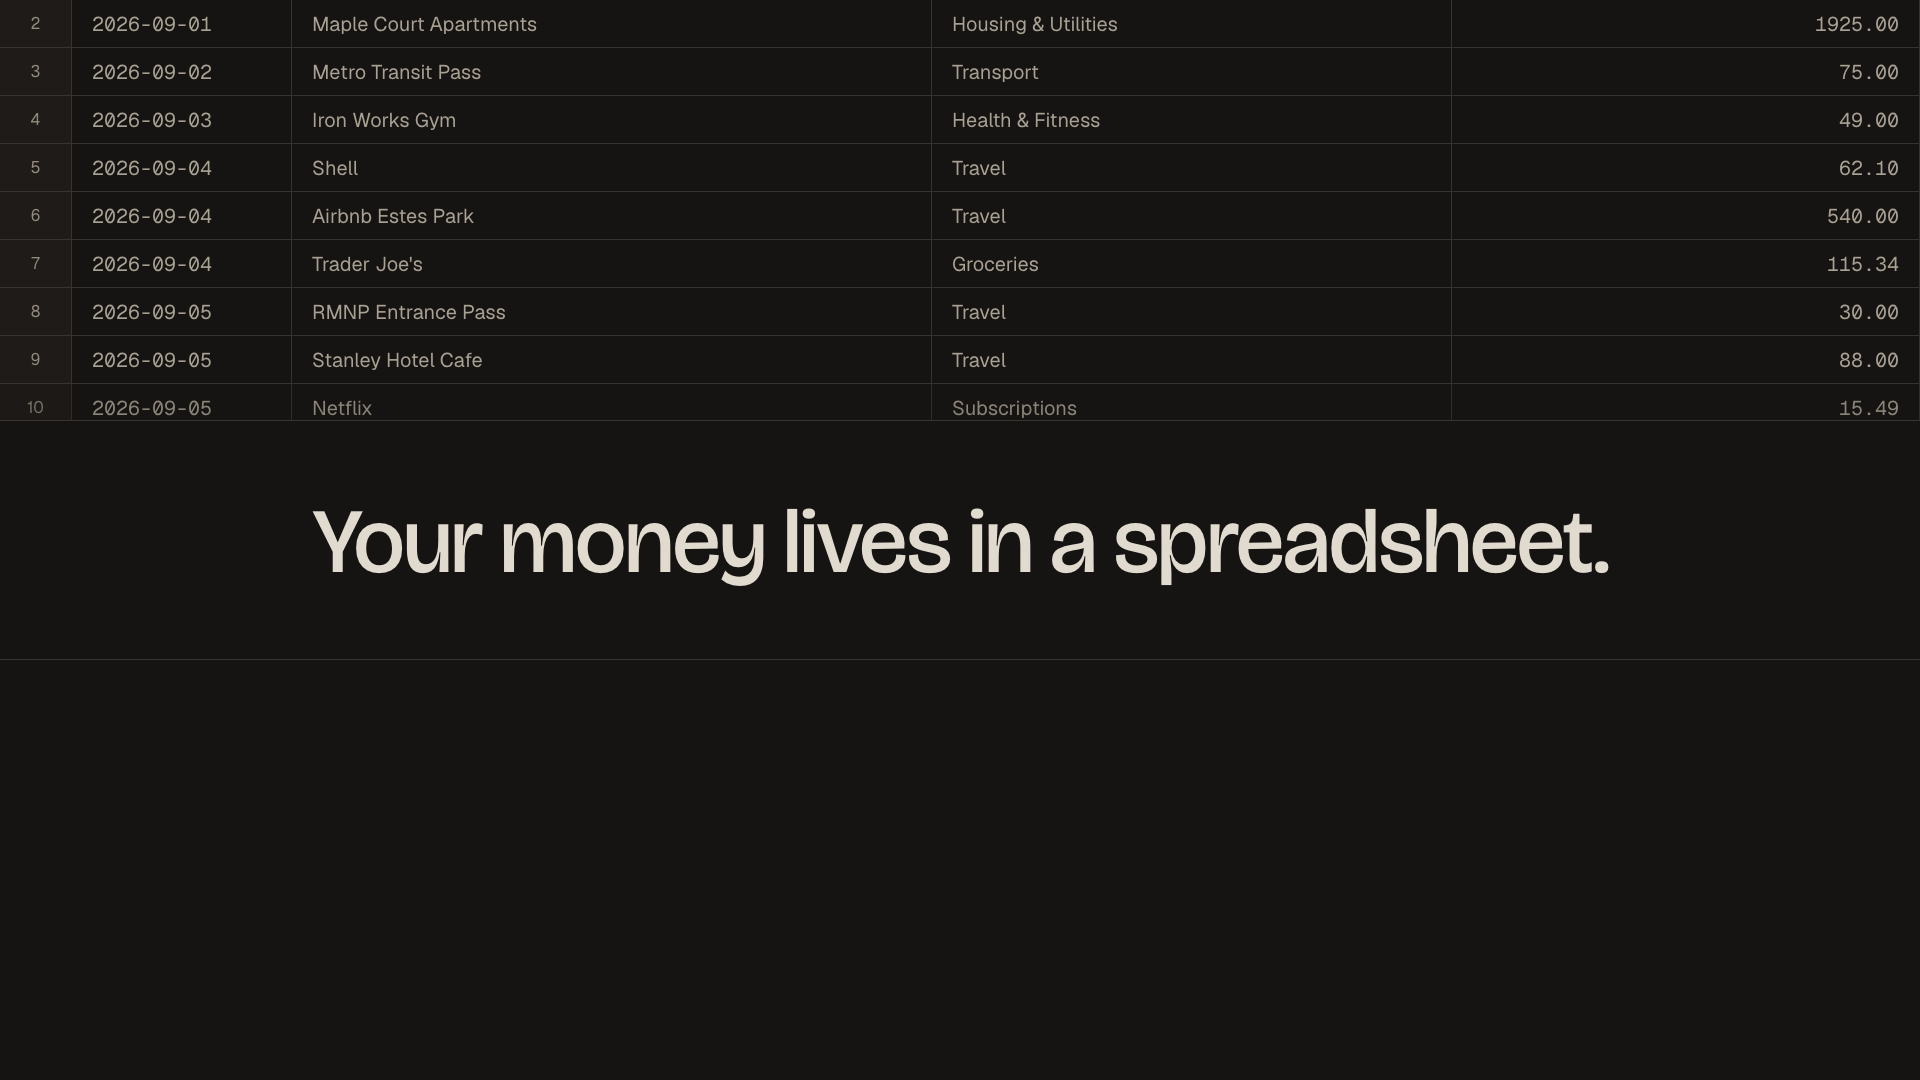 2 2026-09-01 Maple Court Apartments Housing & Utilities 1925.00
3 2026-09-02 Metro Transit Pass Transport 75.00
4 2026-09-03 Iron Works Gym Health & Fitness 49.00
5 2026-09-04 Shell Travel 62.10
6 2026-09-04 Airbnb Estes Park Travel 540.00
7 2026-09-04 Trader Joe's Groceries 115.34
8 2026-09-05 RMNP Entrance Pass Travel 30.00
9 2026-09-05 Stanley Hotel Cafe Travel 88.00
10 2026-09-05 Netflix Subscriptions 15.49
Your money lives in a spreadsheet.